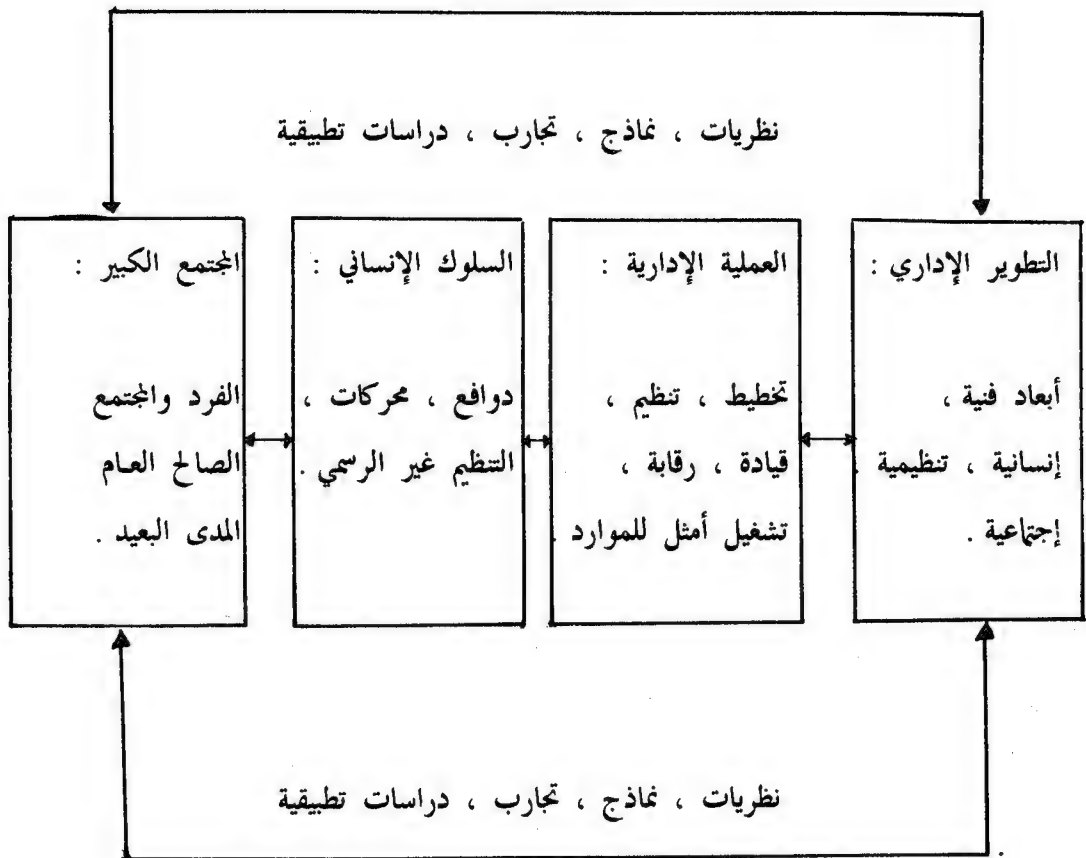 نظريات ، نماذج ، تجارب ، دراسات تطبيقية
التطوير الإداري :
أبعاد فنية ،
إنسانية ، تنظيمية .
إجتماعية .
العملية الإدارية :
تخطيط ، تنظيم ،
قيادة ، رقابة ،
تشغيل أمثل للموارد .
السلوك الإنساني :
دوافع ، محركات ،
التنظيم غير الرسمي .
المجتمع الكبير :
الفرد والمجتمع
الصالح العام
المدى البعيد .
نظريات ، نماذج ، تجارب ، دراسات تطبيقية